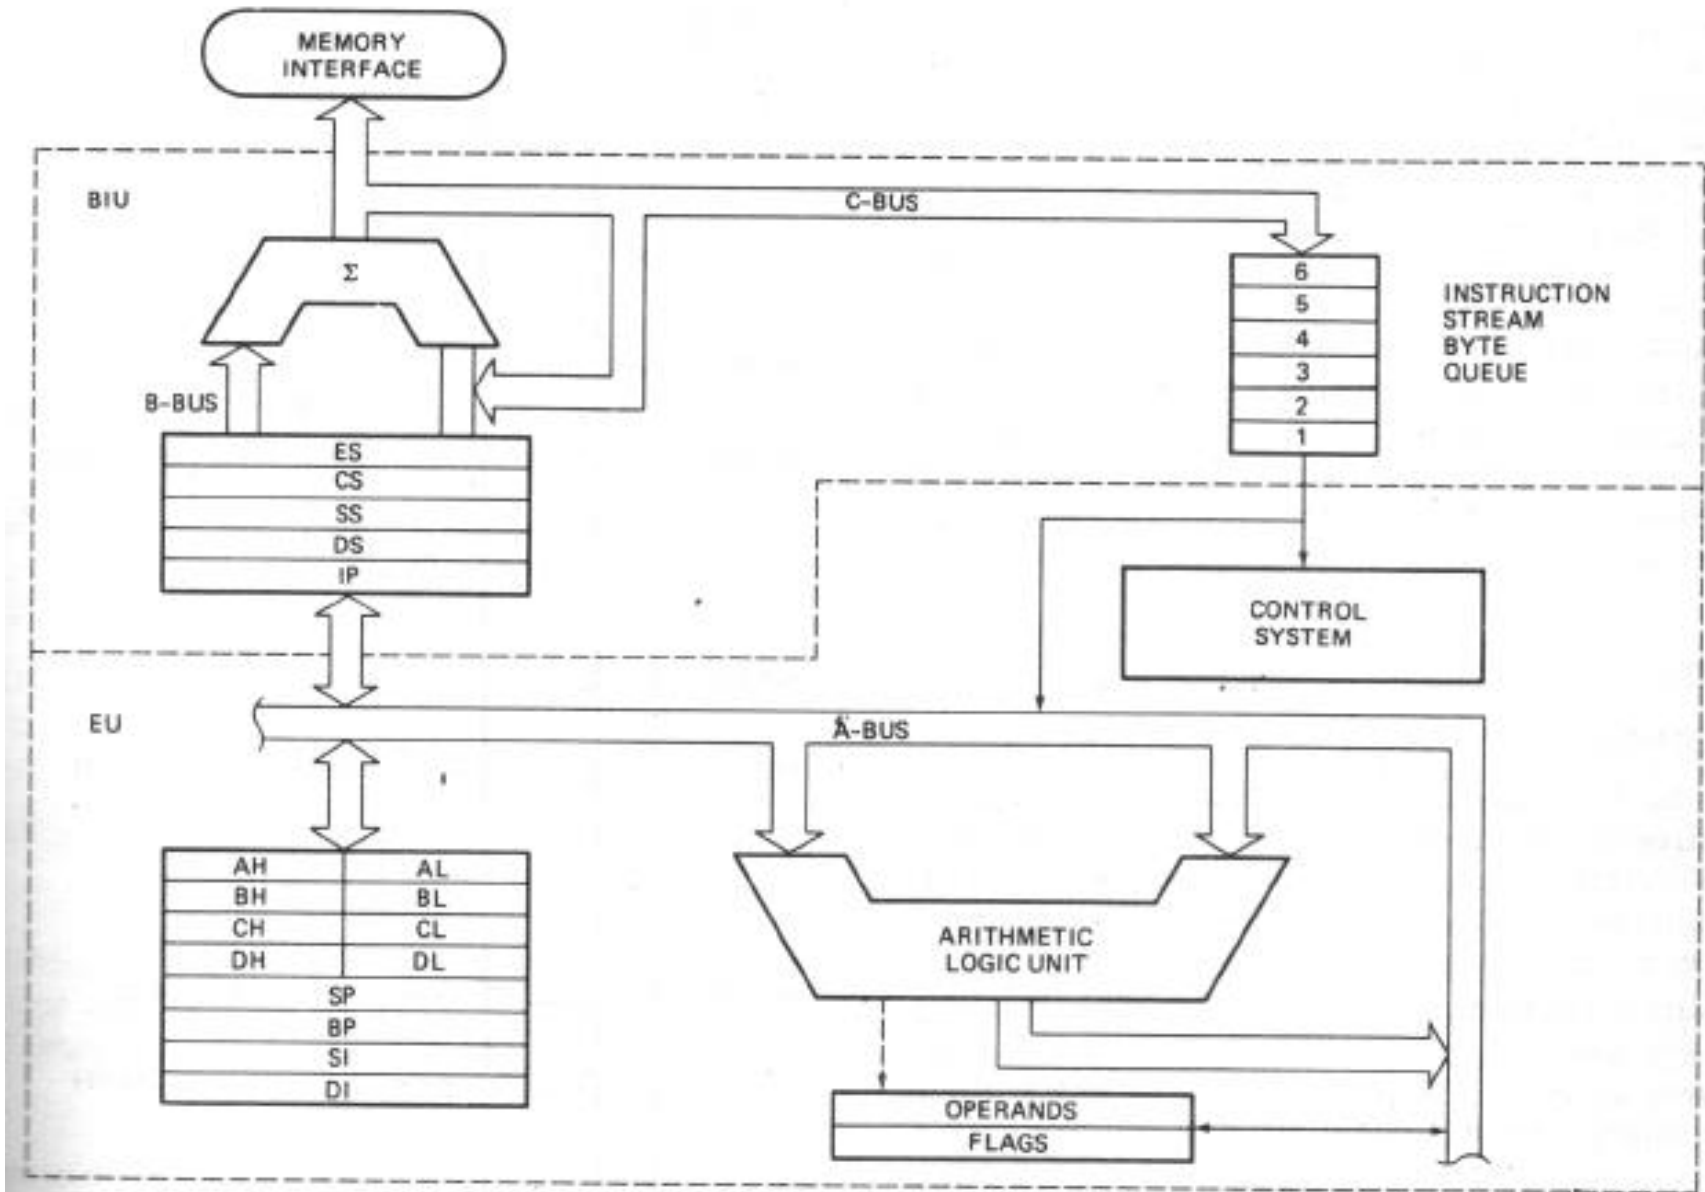 MEMORY
INTERFACE
BIU
C-BUS
Σ
6
5
4
3
2
1
INSTRUCTION
STREAM
BYTE
QUEUE
B-BUS
ES
CS
SS
DS
IP
CONTROL
SYSTEM
EU
A-BUS
AH AL
BH BL
CH CL
DH DL
SP
BP
SI
DI
ARITHMETIC
LOGIC UNIT
OPERANDS
FLAGS